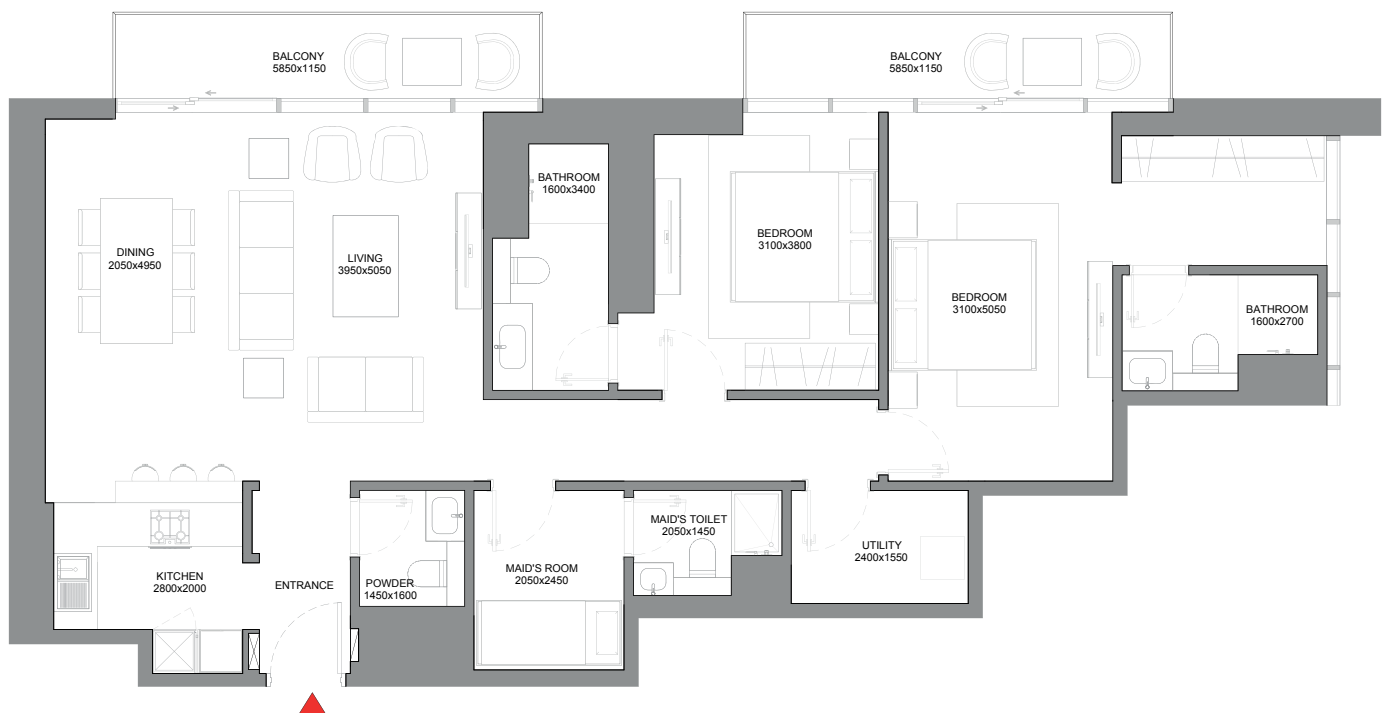 BALCONY
5850x1150
BALCONY
5850x1150
BATHROOM
1600x3400
BEDROOM
3100x3800
DINING
2050x4950
LIVING
3950x5050
BEDROOM
3100x5050
BATHROOM
1600x2700
KITCHEN
2800x2000
ENTRANCE
POWDER
1450x1600
MAID'S ROOM
2050x2450
MAID'S TOILET
2050x1450
UTILITY
2400x1550